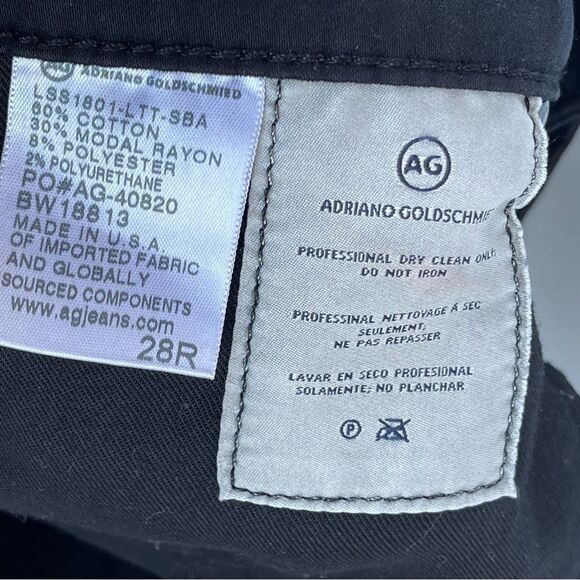 AG
ADRIANO GOLDSCHMIED
LSS1801-LTT-SBA
60% COTTON
30% MODAL RAYON
8% POLYESTER
2% POLYURETHANE
PO#AG-40820
BW18813
MADE IN U.S.A.
OF IMPORTED FABRIC
AND GLOBALLY
SOURCED COMPONENTS
www.agjeans.com
28R
AG
ADRIANO GOLDSCHMIE
PROFESSIONAL DRY CLEAN ONLY;
DO NOT IRON
PROFESSINAL NETTOYAGE À SEC
SEULEMENT;
NE PAS REPASSER
LAVAR EN SECO PROFESIONAL
SOLAMENTE; NO PLANCHAR
P